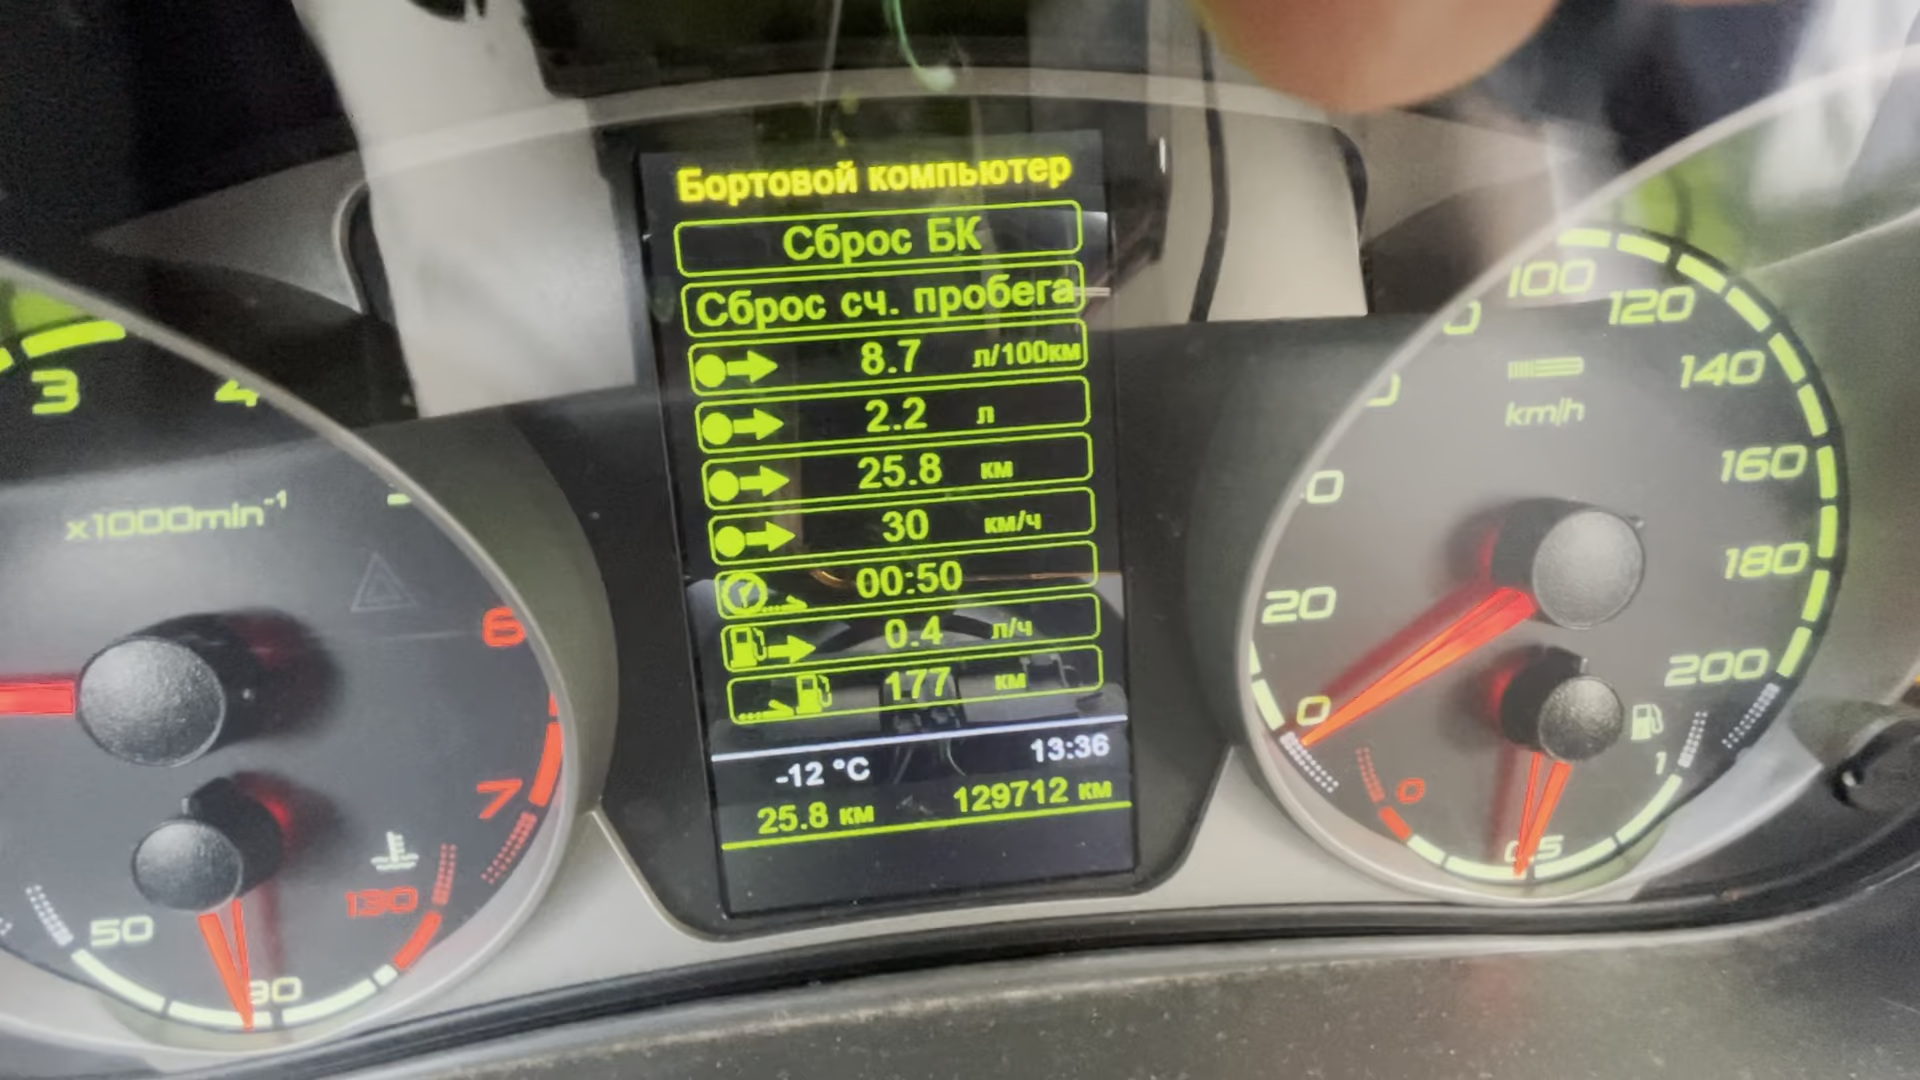 Бортовой компьютер
Сброс БК
Сброс сч. пробега
8.7 л/100км
2.2 л
25.8 км
30 км/ч
00:50
0.4 л/ч
177 км
-12 °C 13:36
25.8 км 129712 км
3 4
x1000min-1
6
7
50 90 130
100
120
140
km/h
160
180
200
20
0
0 1